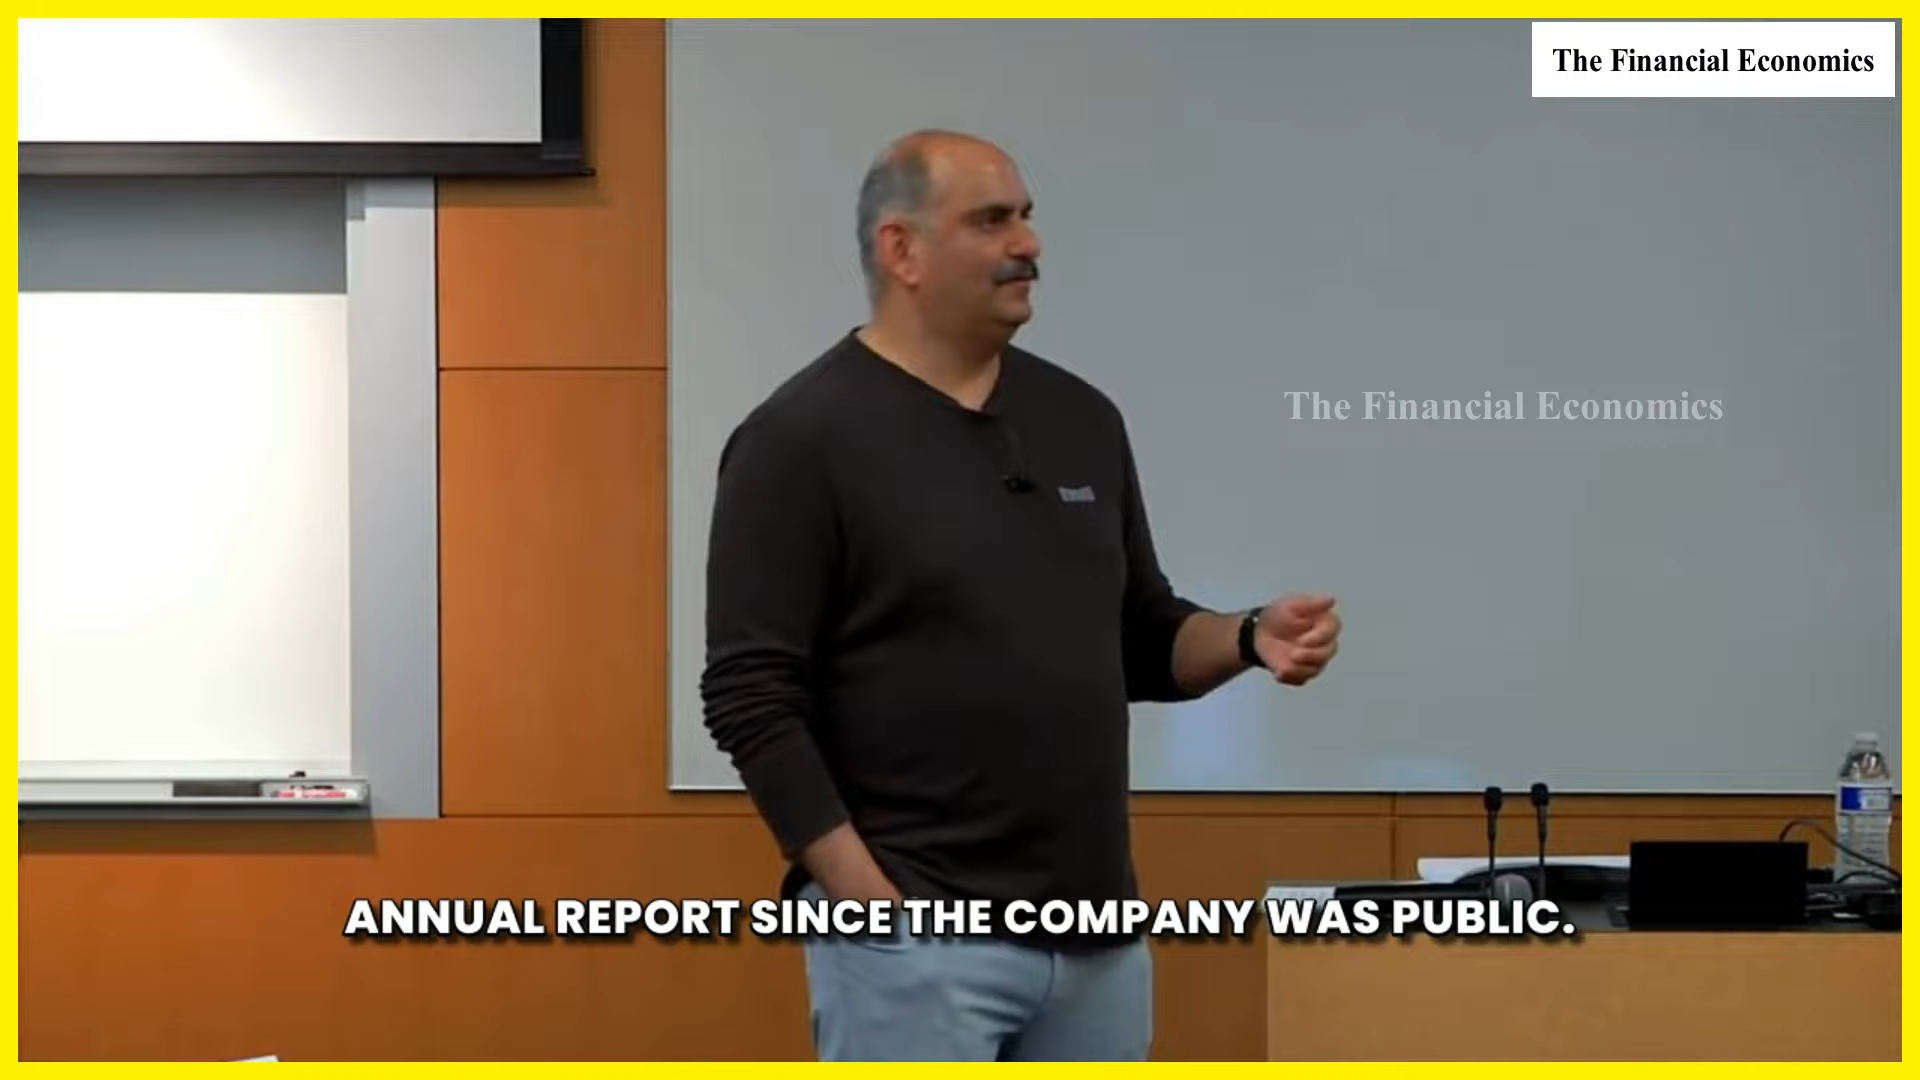 The Financial Economics
The Financial Economics
ANNUAL REPORT SINCE THE COMPANY WAS PUBLIC.